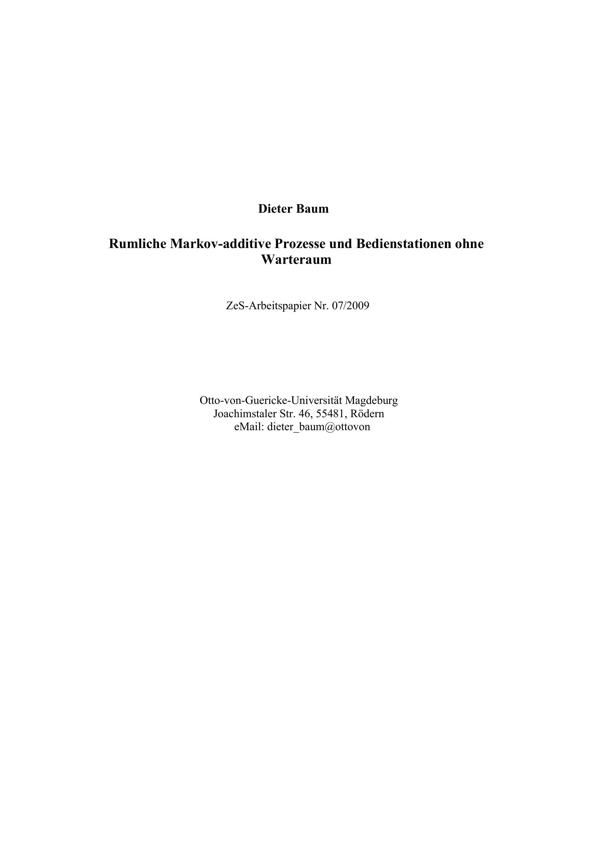 Dieter Baum
Rumliche Markov-additive Prozesse und Bedienstationen ohne
Warteraum
ZeS-Arbeitspapier Nr. 07/2009
Otto-von-Guericke-Universität Magdeburg
Joachimstaler Str. 46, 55481, Rödern
eMail: dieter_baum@ottovon